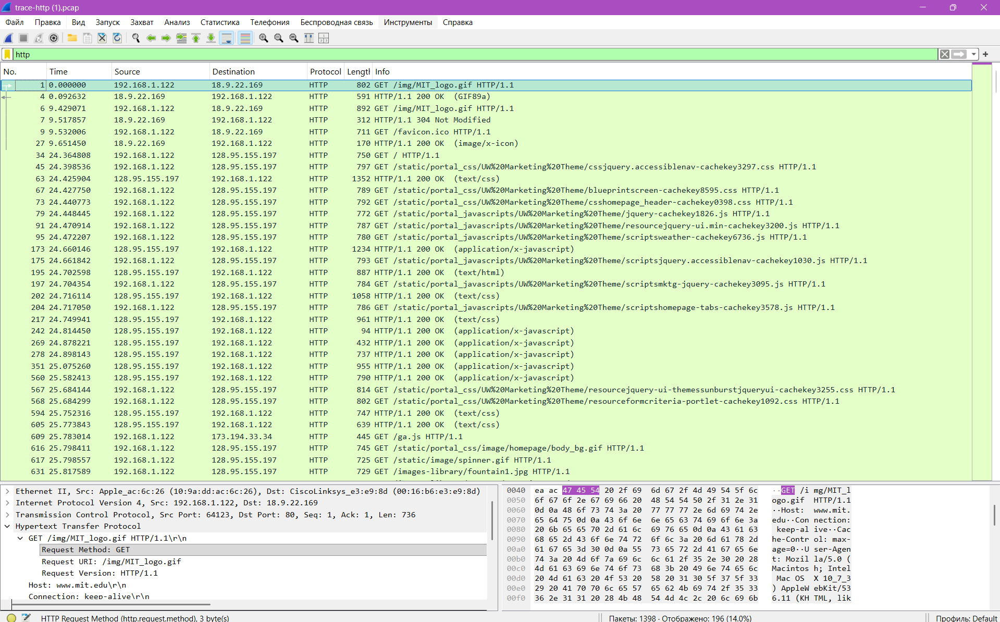 trace-http (1).pcap
Файл Правка Вид Запуск Захват Анализ Статистика Телефония Беспроводная связь Инструменты Справка
http
No. Time Source Destination Protocol Length Info
1 0.000000 192.168.1.122 18.9.22.169 HTTP 802 GET /img/MIT_logo.gif HTTP/1.1
4 0.092632 18.9.22.169 192.168.1.122 HTTP 591 HTTP/1.1 200 OK (GIF89a)
6 9.429071 192.168.1.122 18.9.22.169 HTTP 892 GET /img/MIT_logo.gif HTTP/1.1
7 9.517857 18.9.22.169 192.168.1.122 HTTP 312 HTTP/1.1 304 Not Modified
9 9.532006 192.168.1.122 18.9.22.169 HTTP 711 GET /favicon.ico HTTP/1.1
27 9.651450 18.9.22.169 192.168.1.122 HTTP 170 HTTP/1.1 200 OK (image/x-icon)
34 24.364808 192.168.1.122 128.95.155.197 HTTP 750 GET / HTTP/1.1
45 24.398536 192.168.1.122 128.95.155.197 HTTP 797 GET /static/portal_css/UW%20Marketing%20Theme/cssjquery.accessiblenav-cachekey3297.css HTTP/1.1
63 24.425904 128.95.155.197 192.168.1.122 HTTP 1352 HTTP/1.1 200 OK (text/css)
67 24.427750 192.168.1.122 128.95.155.197 HTTP 789 GET /static/portal_css/UW%20Marketing%20Theme/blueprintscreen-cachekey8595.css HTTP/1.1
73 24.440773 192.168.1.122 128.95.155.197 HTTP 792 GET /static/portal_css/UW%20Marketing%20Theme/csshomepage_header-cachekey0398.css HTTP/1.1
79 24.448445 192.168.1.122 128.95.155.197 HTTP 772 GET /static/portal_javascripts/UW%20Marketing%20Theme/jquery-cachekey1826.js HTTP/1.1
91 24.470914 192.168.1.122 128.95.155.197 HTTP 787 GET /static/portal_javascripts/UW%20Marketing%20Theme/resourcejquery-ui.min-cachekey3200.js HTTP/1.1
95 24.472207 192.168.1.122 128.95.155.197 HTTP 780 GET /static/portal_javascripts/UW%20Marketing%20Theme/scriptsweather-cachekey6736.js HTTP/1.1
173 24.660146 128.95.155.197 192.168.1.122 HTTP 1234 HTTP/1.1 200 OK (application/x-javascript)
175 24.661842 192.168.1.122 128.95.155.197 HTTP 793 GET /static/portal_javascripts/UW%20Marketing%20Theme/scriptsjquery.accessiblenav-cachekey1030.js HTTP/1.1
195 24.702598 128.95.155.197 192.168.1.122 HTTP 887 HTTP/1.1 200 OK (text/html)
197 24.704354 192.168.1.122 128.95.155.197 HTTP 784 GET /static/portal_javascripts/UW%20Marketing%20Theme/scriptsmktg-jquery-cachekey3095.js HTTP/1.1
202 24.716114 128.95.155.197 192.168.1.122 HTTP 1058 HTTP/1.1 200 OK (text/css)
204 24.717050 192.168.1.122 128.95.155.197 HTTP 786 GET /static/portal_javascripts/UW%20Marketing%20Theme/scriptshomepage-tabs-cachekey3578.js HTTP/1.1
217 24.749941 128.95.155.197 192.168.1.122 HTTP 961 HTTP/1.1 200 OK (text/css)
242 24.814450 128.95.155.197 192.168.1.122 HTTP 94 HTTP/1.1 200 OK (application/x-javascript)
269 24.878221 128.95.155.197 192.168.1.122 HTTP 432 HTTP/1.1 200 OK (application/x-javascript)
278 24.898143 128.95.155.197 192.168.1.122 HTTP 737 HTTP/1.1 200 OK (application/x-javascript)
351 25.075260 128.95.155.197 192.168.1.122 HTTP 955 HTTP/1.1 200 OK (application/x-javascript)
560 25.582413 128.95.155.197 192.168.1.122 HTTP 790 HTTP/1.1 200 OK (application/x-javascript)
567 25.684144 192.168.1.122 128.95.155.197 HTTP 814 GET /static/portal_css/UW%20Marketing%20Theme/resourcejquery-ui-themessunburstjqueryui-cachekey3255.css HTTP/1.1
568 25.684299 192.168.1.122 128.95.155.197 HTTP 802 GET /static/portal_css/UW%20Marketing%20Theme/resourceformcriteria-portlet-cachekey1092.css HTTP/1.1
594 25.752316 128.95.155.197 192.168.1.122 HTTP 747 HTTP/1.1 200 OK (text/css)
605 25.773843 128.95.155.197 192.168.1.122 HTTP 639 HTTP/1.1 200 OK (text/css)
609 25.783014 192.168.1.122 173.194.33.34 HTTP 445 GET /ga.js HTTP/1.1
616 25.798411 192.168.1.122 128.95.155.197 HTTP 745 GET /static/portal_css/image/homepage/body_bg.gif HTTP/1.1
617 25.798557 192.168.1.122 128.95.155.197 HTTP 725 GET /static/image/spinner.gif HTTP/1.1
631 25.817589 192.168.1.122 128.95.155.197 HTTP 729 GET /images-library/fountain1.jpg HTTP/1.1
Ethernet II, Src: Apple_ac:6c:26 (10:9a:dd:ac:6c:26), Dst: CiscoLinksys_e3:e9:8d (00:16:b6:e3:e9:8d)
Internet Protocol Version 4, Src: 192.168.1.122, Dst: 18.9.22.169
Transmission Control Protocol, Src Port: 64123, Dst Port: 80, Seq: 1, Ack: 1, Len: 736
Hypertext Transfer Protocol
GET /img/MIT_logo.gif HTTP/1.1\r\n
Request Method: GET
Request URI: /img/MIT_logo.gif
Request Version: HTTP/1.1
Host: www.mit.edu\r\n
Connection: keep-alive\r\n
0040 ea ac 47 45 54 20 2f 69 6d 67 2f 4d 49 54 5f 6c ··GET /i mg/MIT_l
0050 6f 67 6f 2e 67 69 66 20 48 54 54 50 2f 31 2e 31 ogo.gif HTTP/1.1
0060 0d 0a 48 6f 73 74 3a 20 77 77 77 2e 6d 69 74 2e ··Host: www.mit.
0070 65 64 75 0d 0a 43 6f 6e 6e 65 63 74 69 6f 6e 3a edu··Con nection:
0080 20 6b 65 65 70 2d 61 6c 69 76 65 0d 0a 43 61 63 keep-al ive··Cac
0090 68 65 2d 43 6f 6e 74 72 6f 6c 3a 20 6d 61 78 2d he-Contr ol: max-
00a0 61 67 65 3d 30 0d 0a 55 73 65 72 2d 41 67 65 6e age=0··U ser-Agen
00b0 74 3a 20 4d 6f 7a 69 6c 6c 61 2f 35 2e 30 20 28 t: Mozil la/5.0 (
00c0 4d 61 63 69 6e 74 6f 73 68 3b 20 49 6e 74 65 6c Macintos h; Intel
00d0 20 4d 61 63 20 4f 53 20 58 20 31 30 5f 37 5f 33 Mac OS X 10_7_3
00e0 29 20 41 70 70 6c 65 57 65 62 4b 69 74 2f 35 33 ) AppleW ebKit/53
00f0 36 2e 31 31 20 28 4b 48 54 4d 4c 2c 20 6c 69 6b 6.11 (KH TML, lik
HTTP Request Method (http.request.method), 3 byte(s)
Пакеты: 1398 · Отображено: 196 (14.0%)
Профиль: Default